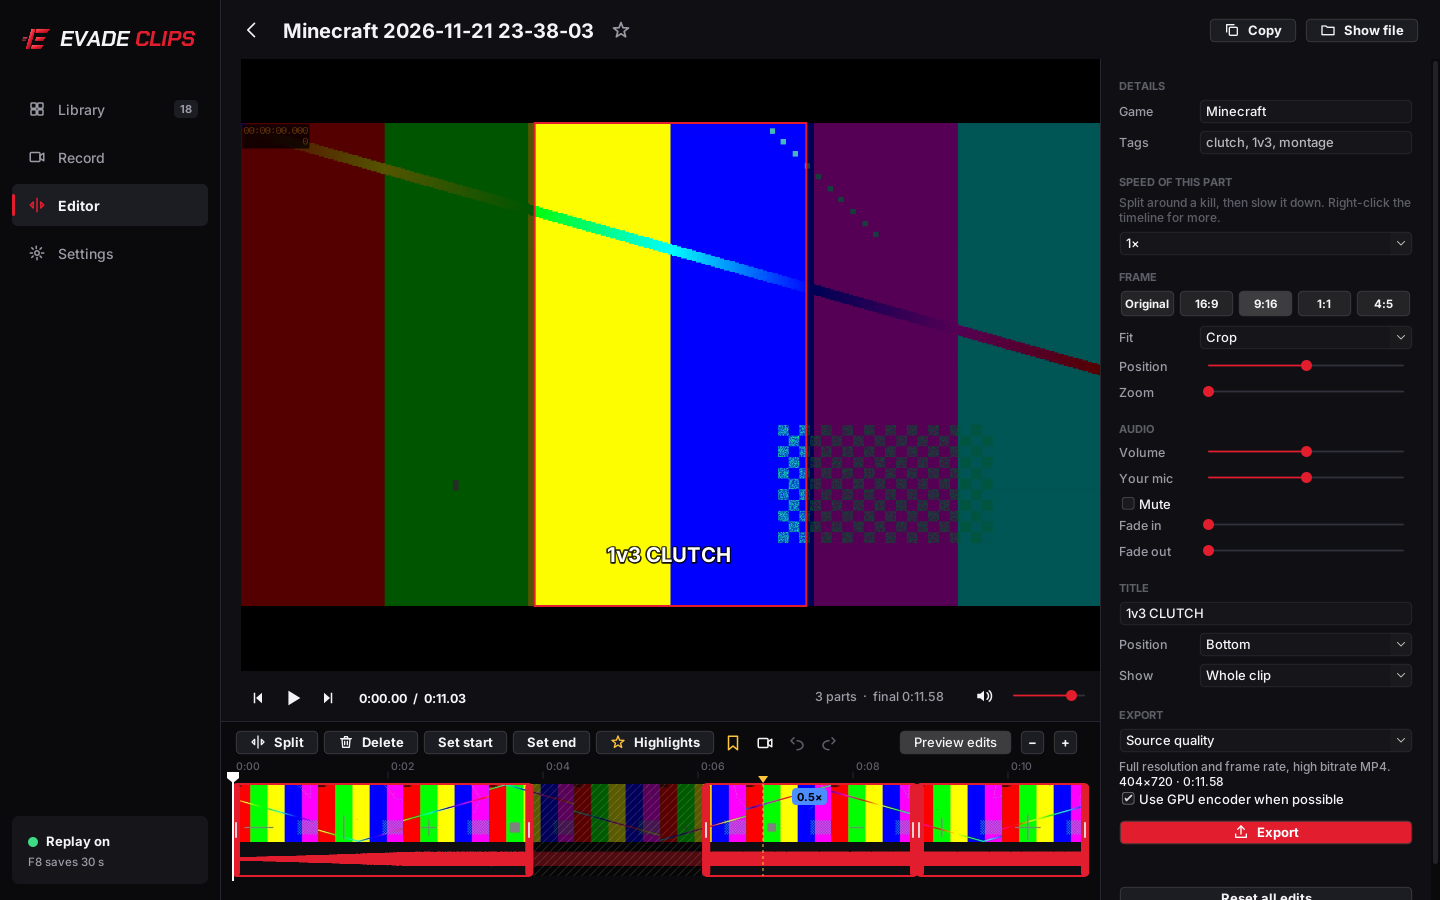 EVADE CLIPS
Library 18
Record
Editor
Settings
Replay on
F8 saves 30 s
Minecraft 2026-11-21 23-38-03
Copy
Show file
00:00:00.000
0
1v3 CLUTCH
0:00.00 / 0:11.03
3 parts · final 0:11.58
Split
Delete
Set start
Set end
Highlights
Preview edits
−
+
0:00
0:02
0:04
0:06
0:08
0:10
0.5×
DETAILS
Game Minecraft
Tags clutch, 1v3, montage
SPEED OF THIS PART
Split around a kill, then slow it down. Right-click the
timeline for more.
1×
FRAME
Original 16:9 9:16 1:1 4:5
Fit Crop
Position
Zoom
AUDIO
Volume
Your mic
Mute
Fade in
Fade out
TITLE
1v3 CLUTCH
Position Bottom
Show Whole clip
EXPORT
Source quality
Full resolution and frame rate, high bitrate MP4.
404×720 · 0:11.58
Use GPU encoder when possible
Export
Reset all edits